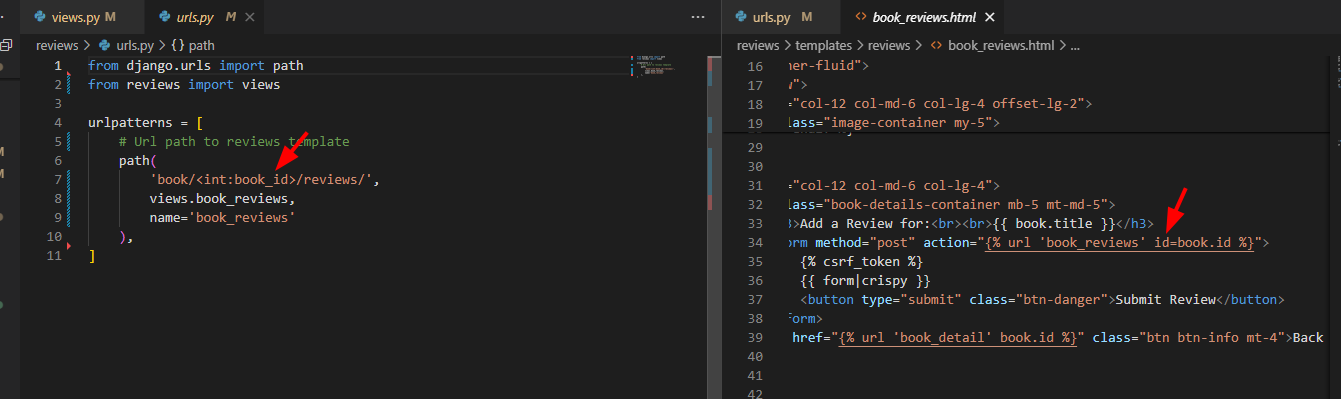 views.py M
urls.py M
reviews > urls.py > {} path
1 from django.urls import path
2 from reviews import views
3
4 urlpatterns = [
5 # Url path to reviews template
6 path(
7 'book/<int:book_id>/reviews/',
8 views.book_reviews,
9 name='book_reviews'
10 ),
11 ]
urls.py M
book_reviews.html
reviews > templates > reviews > book_reviews.html > ...
16 ner-fluid">
17 ">
18 ="col-12 col-md-6 col-lg-4 offset-lg-2">
19 lass="image-container my-5">
29
30
31 ="col-12 col-md-6 col-lg-4">
32 lass="book-details-container mb-5 mt-md-5">
33 3>Add a Review for:<br><br>{{ book.title }}</h3>
34 orm method="post" action="{% url 'book_reviews' id=book.id %}">
35 {% csrf_token %}
36 {{ form|crispy }}
37 <button type="submit" class="btn-danger">Submit Review</button>
38 form>
39 href="{% url 'book_detail' book.id %}" class="btn btn-info mt-4">Back
40
41
42